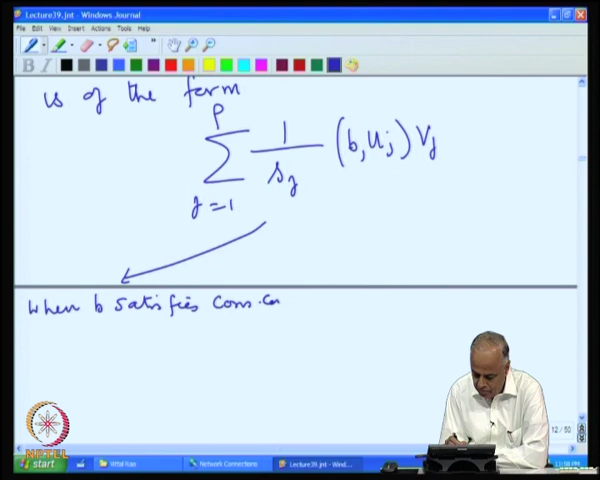 Lecture39.jnt - Windows Journal
File Edit View Insert Actions Tools Help
is of the form
p
∑ 1/s_j (b, u_j) v_j
j=1
When b satisfies Cons. Co
12 / 50
NPTEL
start
Vittal Rao
Network Connections
Lecture39.jnt - Wind...